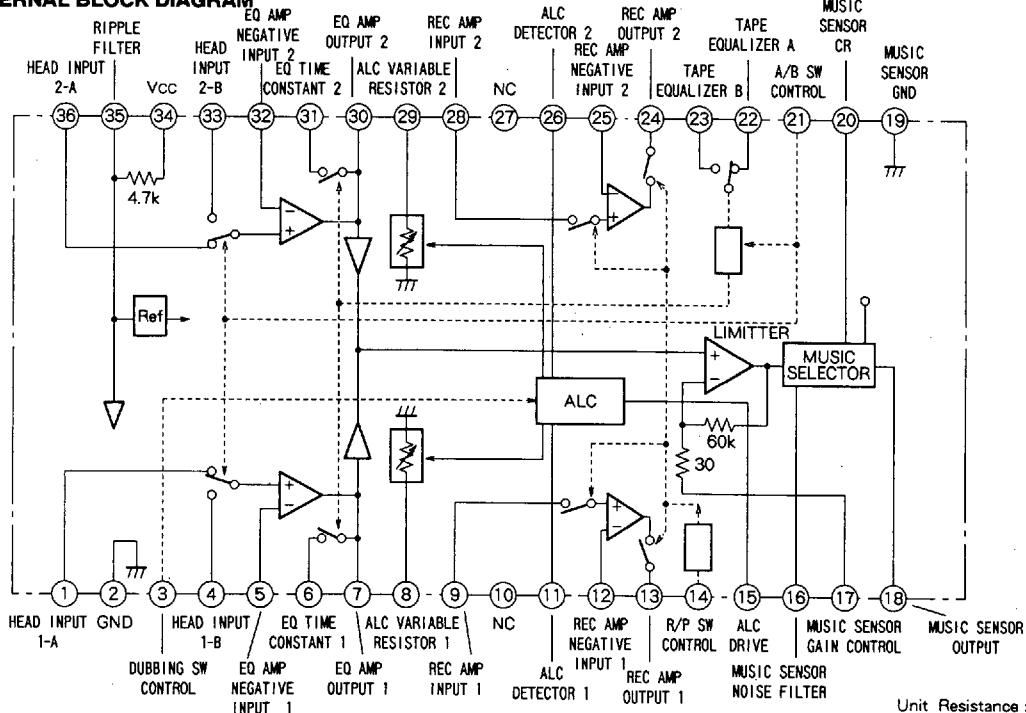 ERNAL BLOCK DIAGRAM
RIPPLE
FILTER
HEAD INPUT
2-A
Vcc
HEAD
INPUT
2-B
EQ AMP
NEGATIVE
INPUT 2
EQ TIME
CONSTANT 2
EQ AMP
OUTPUT 2
ALC VARIABLE
RESISTOR 2
REC AMP
INPUT 2
NC
ALC
DETECTOR 2
REC AMP
NEGATIVE
INPUT 2
REC AMP
OUTPUT 2
TAPE
EQUALIZER B
TAPE
EQUALIZER A
A/B SW
CONTROL
MUSIC
SENSOR
CR
MUSIC
SENSOR
GND
36 35 34 33 32 31 30 29 28 27 26 25 24 23 22 21 20 19
4.7k
Ref
LIMITTER
MUSIC
SELECTOR
ALC
60k
30
1 2 3 4 5 6 7 8 9 10 11 12 13 14 15 16 17 18
HEAD INPUT
1-A
GND
DUBBING SW
CONTROL
HEAD INPUT
1-B
EQ AMP
NEGATIVE
INPUT 1
EQ TIME
CONSTANT 1
EQ AMP
OUTPUT 1
ALC VARIABLE
RESISTOR 1
REC AMP
INPUT 1
NC
ALC
DETECTOR 1
REC AMP
NEGATIVE
INPUT 1
REC AMP
OUTPUT 1
R/P SW
CONTROL
ALC
DRIVE
MUSIC SENSOR
NOISE FILTER
MUSIC SENSOR
GAIN CONTROL
MUSIC SENSOR
OUTPUT
Unit Resistance :